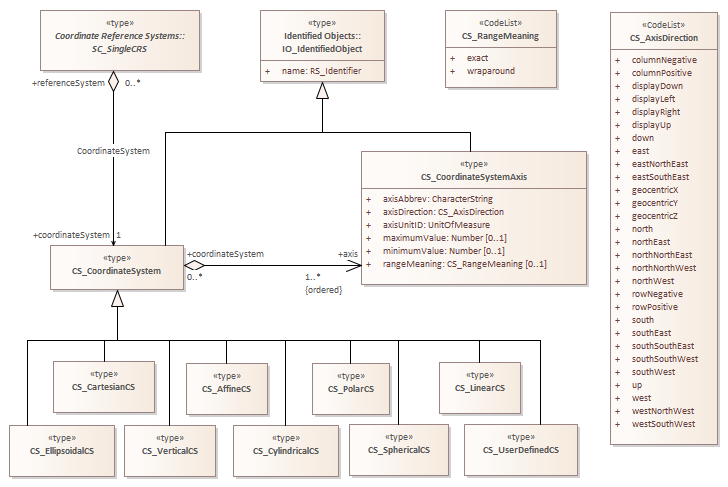 «type»
Coordinate Reference Systems::
SC_SingleCRS
«type»
Identified Objects::
IO_IdentifiedObject
+ name: RS_Identifier
«CodeList»
CS_RangeMeaning
+ exact
+ wraparound
«CodeList»
CS_AxisDirection
+ columnNegative
+ columnPositive
+ displayDown
+ displayLeft
+ displayRight
+ displayUp
+ down
+ east
+ eastNorthEast
+ eastSouthEast
+ geocentricX
+ geocentricY
+ geocentricZ
+ north
+ northEast
+ northNorthEast
+ northNorthWest
+ northWest
+ rowNegative
+ rowPositive
+ south
+ southEast
+ southSouthEast
+ southSouthWest
+ southWest
+ up
+ west
+ westNorthWest
+ westSouthWest
+referenceSystem 0..*
CoordinateSystem
+coordinateSystem 1
«type»
CS_CoordinateSystemAxis
+ axisAbbrev: CharacterString
+ axisDirection: CS_AxisDirection
+ axisUnitID: UnitOfMeasure
+ maximumValue: Number [0..1]
+ minimumValue: Number [0..1]
+ rangeMeaning: CS_RangeMeaning [0..1]
«type»
CS_CoordinateSystem
+coordinateSystem +axis
0..* 1..*
{ordered}
«type»
CS_CartesianCS
«type»
CS_AffineCS
«type»
CS_PolarCS
«type»
CS_LinearCS
«type»
CS_EllipsoidalCS
«type»
CS_VerticalCS
«type»
CS_CylindricalCS
«type»
CS_SphericalCS
«type»
CS_UserDefinedCS